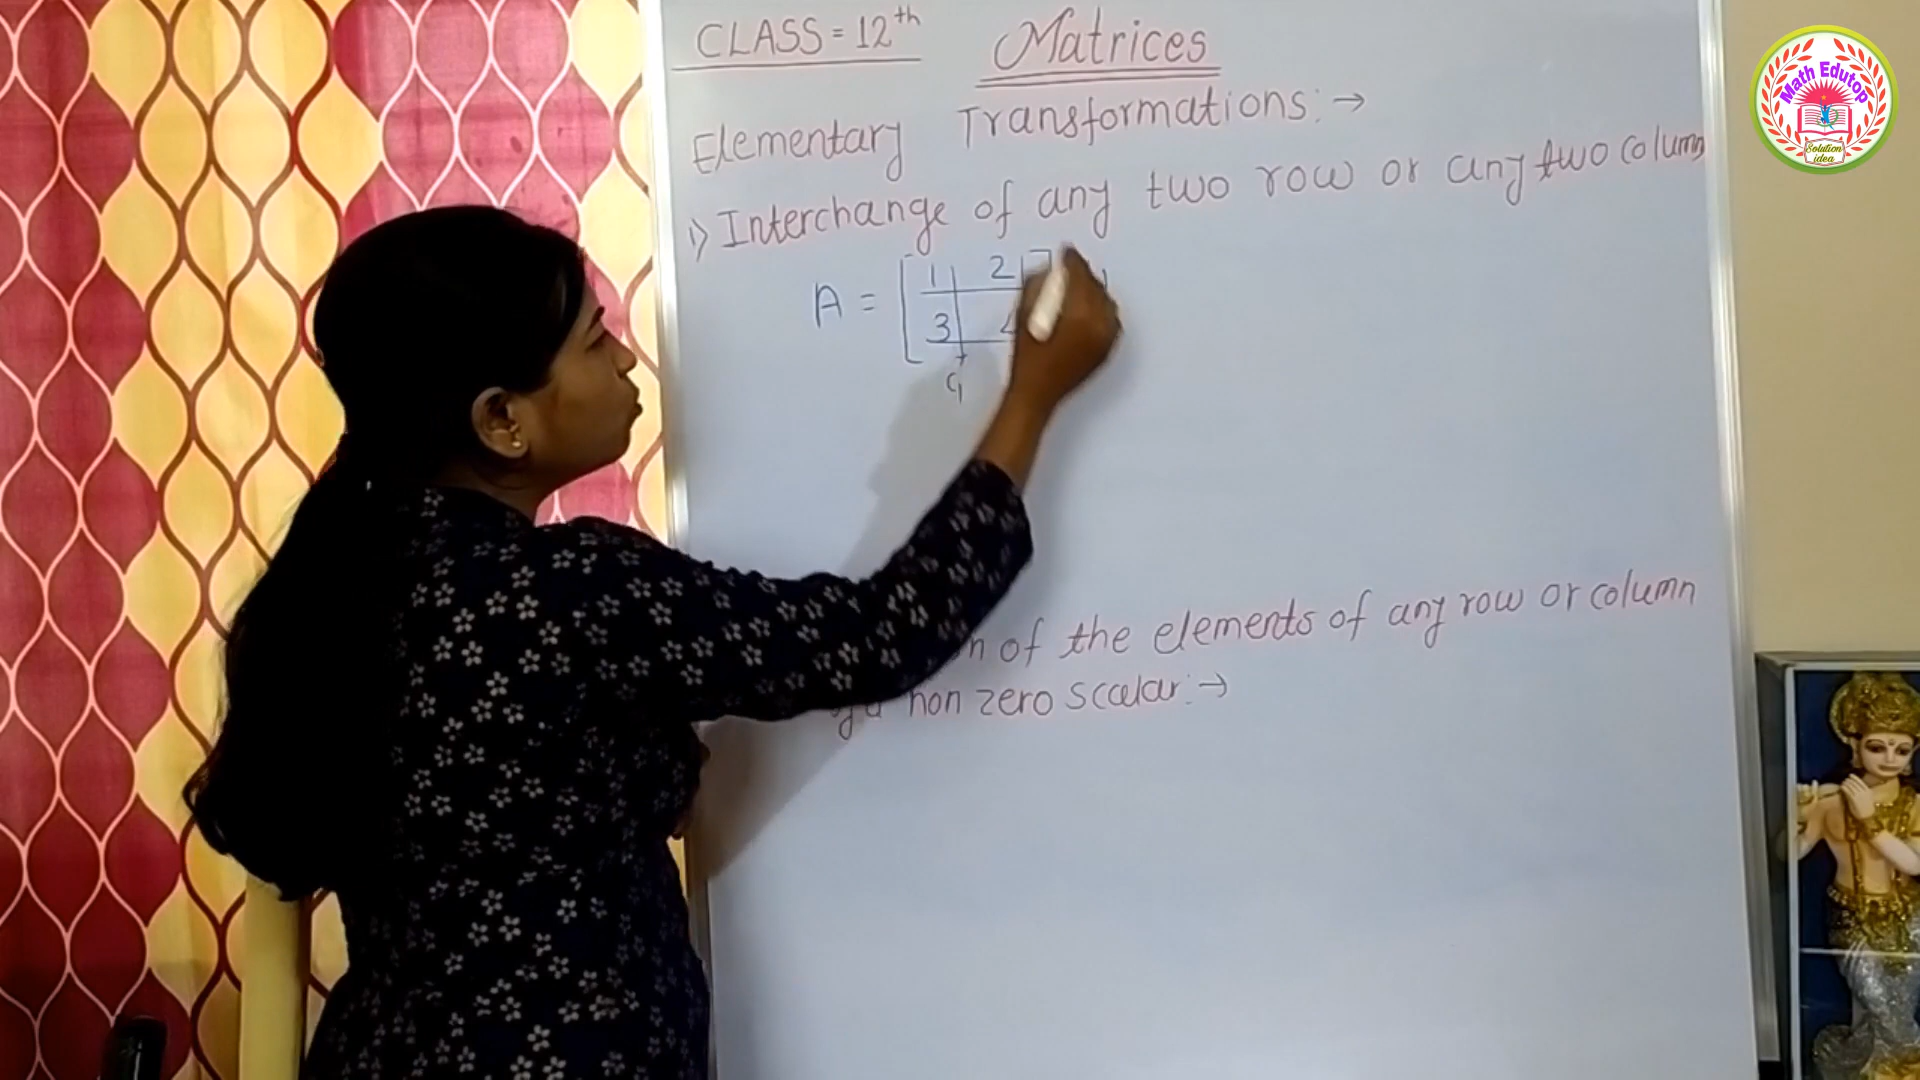 CLASS = 12th
Matrices
Elementary Transformations:→
1) Interchange of any two row or any two column
A = [1 2
3 4
C1
of the elements of any row or column
non zero scalar:→
Math Edutop
Solution idea